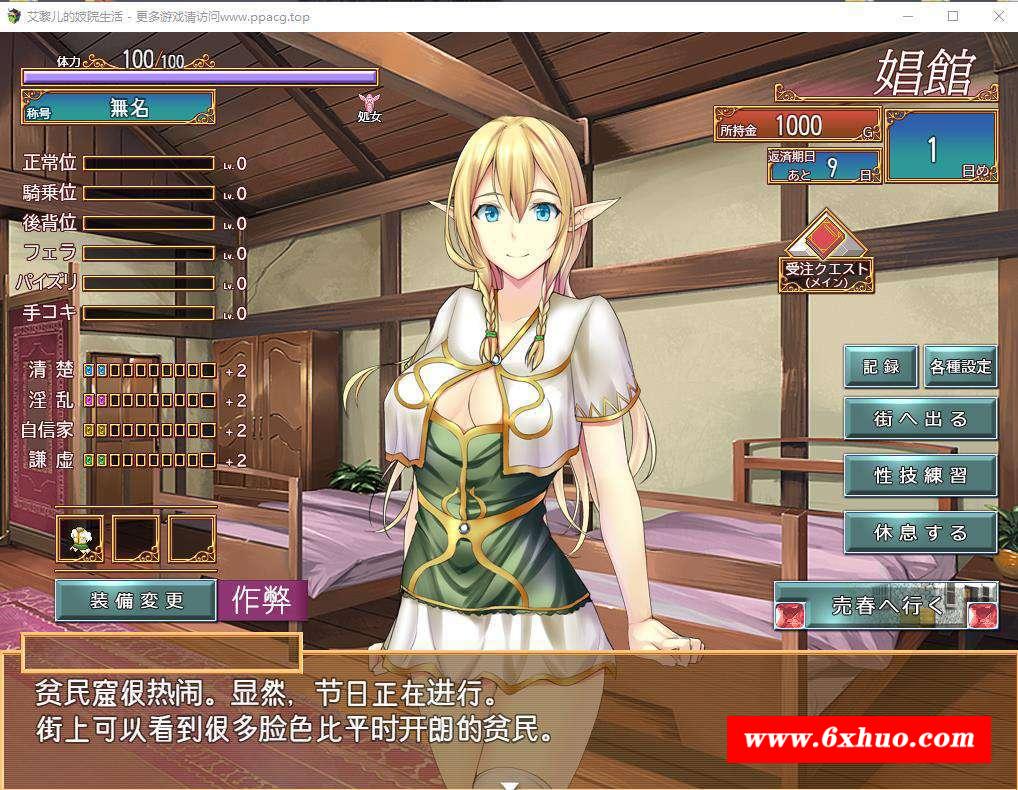 艾黎儿的妓院生活 - 更多游戏请访问www.ppacg.top
体力 100/100
称号 無名
処女
娼館
所持金 1000 G
返済期日 あと 9 日
1 日め
正常位 Lv. 0
騎乗位 Lv. 0
後背位 Lv. 0
フェラ Lv. 0
パイズリ Lv. 0
手コキ Lv. 0
受注クエスト
(メイン)
清楚 +2
淫乱 +2
自信家 +2
謙虚 +2
記録
各種設定
街へ出る
性技練習
休息する
売春へ行く
装備変更
作弊
贫民窟很热闹。显然，节日正在进行。
街上可以看到很多脸色比平时开朗的贫民。
www.6xhuo.com